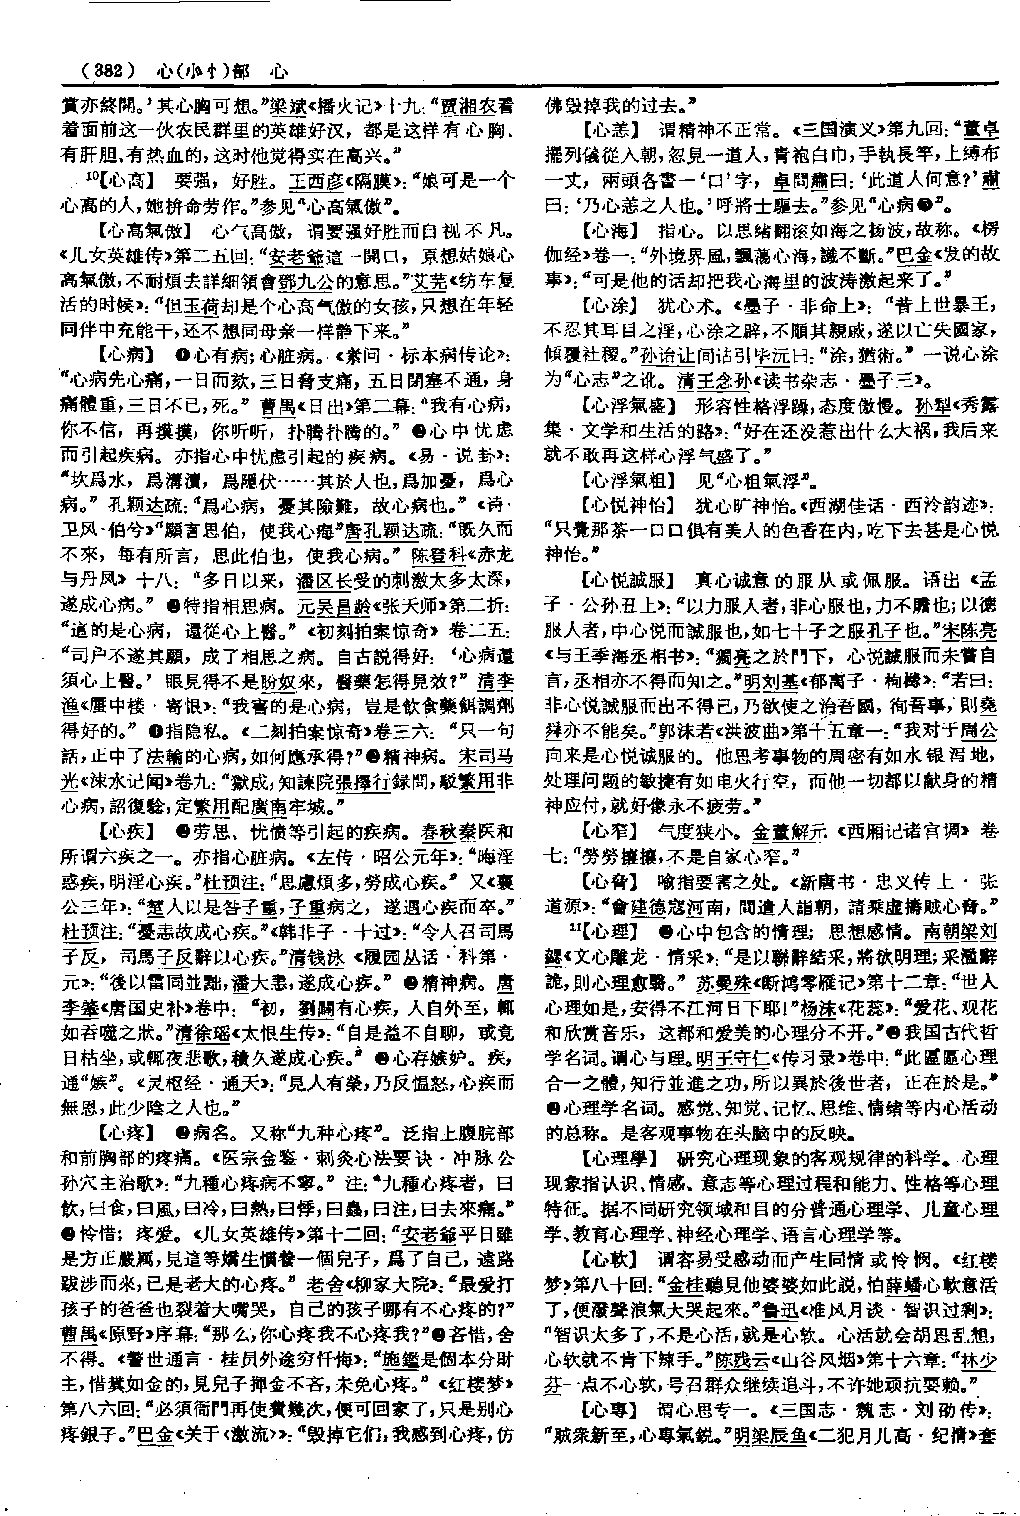 (382) 心(小忄)部 心
賞亦終閑。’其心胸可想。”梁斌《播火记》十九：“贾湘农看
着面前这一伙农民群里的英雄好汉，都是这样有心胸、
有肝胆、有热血的，这时他觉得实在高兴。”
10【心高】 要强，好胜。王西彦《隔膜》：“娘可是一个
心高的人，她拚命劳作。”参见“心高氣傲”。
【心高氣傲】 心气高傲，谓要强好胜而自视不凡。
《儿女英雄传》第二五回：“安老爺這一開口，原想姑娘心
高氣傲，不耐煩去詳細領會鄧九公的意思。”艾芜《纺车复
活的时候》：“但玉荷却是个心高气傲的女孩，只想在年轻
同伴中充能干，还不想同母亲一样静下来。”
【心病】 ❶心有病；心脏病。《素问·标本病传论》：
“心病先心痛，一日而欬，三日脅支痛，五日閉塞不通，身
痛體重，三日不已，死。”曹禺《日出》第二幕：“我有心病，
你不信，再摸摸，你听听，扑腾扑腾的。”❷心中忧虑
而引起疾病。亦指心中忧虑引起的疾病。《易·说卦》：
“坎爲水，爲溝瀆，爲隱伏……其於人也，爲加憂，爲心
病。”孔颖达疏：“爲心病，憂其險難，故心病也。”《诗·
卫风·伯兮》“願言思伯，使我心痗”唐孔颖达疏：“既久而
不來，每有所言，思此伯也，使我心病。”陈登科《赤龙
与丹凤》十八：“多日以来，潘区长受的刺激太多太深，
遂成心病。”❸特指相思病。元吴昌龄《张天师》第二折：
“這的是心病，還從心上醫。”《初刻拍案惊奇》卷二五：
“司户不遂其願，成了相思之病。自古説得好：‘心病還
須心上醫。’眼見得不是盼奴來，醫藥怎得見效？”清李
渔《蜃中楼·寄恨》：“我害的是心病，豈是飲食藥餌調劑
得好的。”❹指隐私。《二刻拍案惊奇》卷三六：“只一句
話，止中了法輪的心病，如何應承得？”❺精神病。宋司马
光《涑水记闻》卷九：“獄成，知諫院張擇行録問，駁繁用非
心病，詔復驗，定繁用配廣南牢城。”
【心疾】 ❶劳思、忧愤等引起的疾病。春秋秦医和
所谓六疾之一。亦指心脏病。《左传·昭公元年》：“晦淫
惑疾，明淫心疾。”杜预注：“思慮煩多，勞成心疾。”又《襄
公三年》：“楚人以是咎子重，子重病之，遂遇心疾而卒。”
杜预注：“憂恚故成心疾。”《韩非子·十过》：“令人召司馬
子反，司馬子反辭以心疾。”清钱泳《履园丛话·科第·
元》：“後以雷同並黜，潘大恚，遂成心疾。”❷精神病。唐
李肇《唐国史补》卷中：“初，劉闢有心疾，人自外至，輒
如吞噬之狀。”清徐瑶《太恨生传》：“自是益不自聊，或竟
日枯坐，或輒夜悲歌，積久遂成心疾。”❸心存嫉妒。疾，
通“嫉”。《灵枢经·通天》：“見人有榮，乃反愠怒，心疾而
無恩，此少陰之人也。”
【心疼】 ❶病名。又称“九种心疼”。泛指上腹脘部
和前胸部的疼痛。《医宗金鉴·刺灸心法要诀·冲脉公
孙穴主治歌》：“九種心疼病不寧。”注：“九種心疼者，曰
飲，曰食，曰風，曰冷，曰熱，曰悸，曰蟲，曰注，曰去來痛。”
❷怜惜；疼爱。《儿女英雄传》第十二回：“安老爺平日雖
是方正嚴厲，見這等嬌生慣養一個兒子，爲了自己，遠路
跋涉而來，已是老大的心疼。”老舍《柳家大院》：“最爱打
孩子的爸爸也裂着大嘴哭，自己的孩子哪有不心疼的？”
曹禺《原野》序幕：“那么，你心疼我不心疼我？”❸吝惜，舍
不得。《警世通言·桂员外途穷忏悔》：“施鑑是個本分財
主，惜糞如金的，見兒子揮金不吝，未免心疼。”《红楼梦》
第八六回：“必須衙門再使費幾次，便可回家了，只是别心
疼銀子。”巴金《关于〈激流〉》：“毁掉它们，我感到心疼，仿
佛毁掉我的过去。”
【心恙】 谓精神不正常。《三国演义》第九回：“董卓
擺列儀從入朝，忽見一道人，青袍白巾，手執長竿，上縛布
一丈，兩頭各書一‘口’字，卓問肅曰：‘此道人何意？’肅
曰：‘乃心恙之人也。’呼將士驅去。”参见“心病❺”。
【心海】 指心。以思绪翻滚如海之扬波，故称。《楞
伽经》卷一：“外境界風，飄蕩心海，識不斷。”巴金《发的故
事》：“可是他的话却把我心海里的波涛激起来了。”
【心涂】 犹心术。《墨子·非命上》：“昔上世暴王，
不忍其耳目之淫，心涂之辟，不順其親戚，遂以亡失國家，
傾覆社稷。”孙诒让间诂引毕沅曰：“涂，猶術。”一说心涂
为“心志”之讹。清王念孙《读书杂志·墨子三》。
【心浮氣盛】 形容性格浮躁，态度傲慢。孙犁《秀露
集·文学和生活的路》：“好在还没惹出什么大祸，我后来
就不敢再这样心浮气盛了。”
【心浮氣粗】 见“心粗氣浮”。
【心悦神怡】 犹心旷神怡。《西湖佳话·西泠韵迹》：
“只覺那茶一口口俱有美人的色香在内，吃下去甚是心悦
神怡。”
【心悦誠服】 真心诚意的服从或佩服。语出《孟
子·公孙丑上》：“以力服人者，非心服也，力不贍也；以德
服人者，中心悦而誠服也，如七十子之服孔子也。”宋陈亮
《与王季海丞相书》：“獨亮之於門下，心悦誠服而未嘗自
言，丞相亦不得而知之。”明刘基《郁离子·枸橼》：“若曰：
非心悦誠服而出不得已，乃欲使之治吾國，徇吾事，則堯
舜亦不能矣。”郭沫若《洪波曲》第十五章一：“我对于周公
向来是心悦诚服的。他思考事物的周密有如水银泻地，
处理问题的敏捷有如电火行空，而他一切都以献身的精
神应付，就好像永不疲劳。”
【心窄】 气度狭小。金董解元《西厢记诸宫调》卷
七：“勞勞攘攘，不是自家心窄。”
【心脅】 喻指要害之处。《新唐书·忠义传上·张
道源》：“會建德寇河南，間遣人詣朝，請乘虚擣賊心脅。”
11【心理】 ❶心中包含的情理；思想感情。南朝梁刘
勰《文心雕龙·情采》：“是以聯辭結采，將欲明理；采濫辭
詭，則心理愈翳。”苏曼殊《断鸿零雁记》第十二章：“世人
心理如是，安得不江河日下耶！”杨沫《花蕊》：“爱花、观花
和欣赏音乐，这都和爱美的心理分不开。”❷我国古代哲
学名词。谓心与理。明王守仁《传习录》卷中：“此區區心理
合一之體，知行並進之功，所以異於後世者，正在於是。”
❸心理学名词。感觉、知觉、记忆、思维、情绪等内心活动
的总称。是客观事物在头脑中的反映。
【心理學】 研究心理现象的客观规律的科学。心理
现象指认识、情感、意志等心理过程和能力、性格等心理
特征。据不同研究领域和目的分普通心理学、儿童心理
学、教育心理学、神经心理学、语言心理学等。
【心軟】 谓容易受感动而产生同情或怜悯。《红楼
梦》第八十回：“金桂聽見他婆婆如此説，怕薛蟠心軟意活
了，便潑聲浪氣大哭起來。”鲁迅《准风月谈·智识过剩》：
“智识太多了，不是心活，就是心软。心活就会胡思乱想，
心软就不肯下辣手。”陈残云《山谷风烟》第十六章：“林少
芬一点不心软，号召群众继续追斗，不许她顽抗耍赖。”
【心專】 谓心思专一。《三国志·魏志·刘劭传》：
“賊衆新至，心專氣鋭。”明梁辰鱼《二犯月儿高·纪情》套